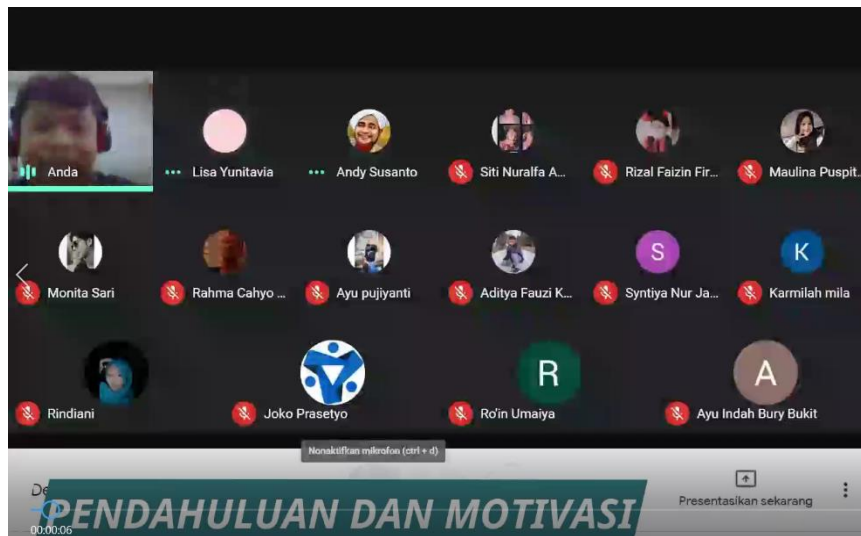 Anda
Lisa Yunitavia
Andy Susanto
Siti Nuralfa A...
Rizal Faizin Fir...
Maulina Puspit..
Monita Sari
Rahma Cahyo ...
Ayu pujiyanti
Aditya Fauzi K...
S
Syntiya Nur Ja...
K
Karmilah mila
Rindiani
Joko Prasetyo
R
Ro'in Umaiya
A
Ayu Indah Bury Bukit
Nonaktifkan mikrofon (ctrl + d)
De
PENDAHULUAN DAN MOTIVASI
Presentasikan sekarang
00:00:06